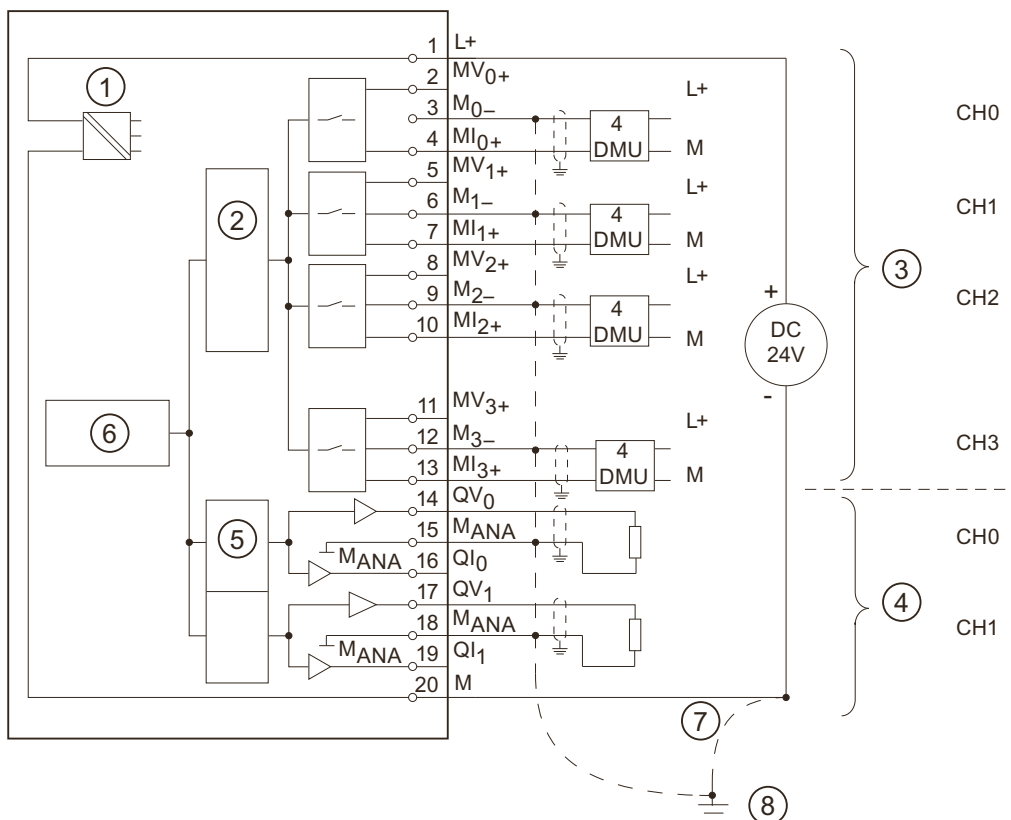 1 L+
2 MV0+
L+
1
3 M0–
4
DMU
CH0
4 MI0+
M
5 MV1+
L+
6 M1–
4
DMU
CH1
2
7 MI1+
M
8 MV2+
L+
3
9 M2–
4
DMU
+
CH2
10 MI2+
M
DC
24V
-
11 MV3+
L+
6
12 M3–
4
DMU
CH3
13 MI3+
M
14 QV0
15 MANA
CH0
5
MANA
16 QI0
17 QV1
4
18 MANA
CH1
MANA
19 QI1
20 M
7
8